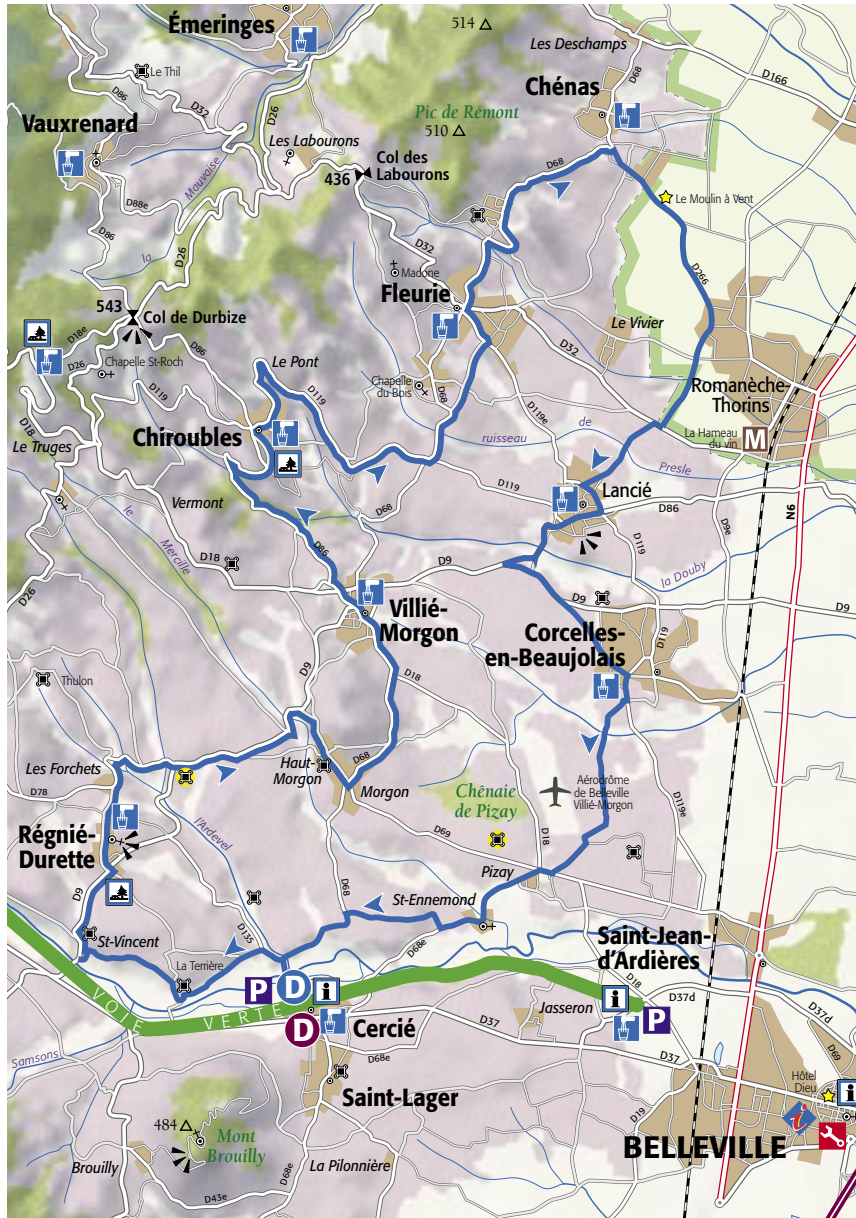 Émeringes
514
Les Deschamps
D68
D166
Le Thil
D86
D32
D26
Chénas
Pic de Rémont
510
Vauxrenard
Les Labourons
Col des
Labourons
436
D68
Mauvaise
la
D88e
D86
D26
Le Moulin à Vent
D32
Madone
D266
Fleurie
543
Col de Durbize
D18e
D26
Chapelle St-Roch
D86
Le Pont
Le Vivier
D32
D119
D119
Chapelle
du Bois
D68
D119e
Romanèche-
Thorins
D18
Le Truges
Chiroubles
ruisseau
de
Presle
La Hameau
du vin
M
Vermont
D119
Lancié
D86
D68
N6
D9e
le
Mercille
D18
D86
D9
D119
la Douby
D26
Villié-
Morgon
D9
D9
Corcelles-
en-Beaujolais
D119
Thulon
D9
D18
Les Forchets
D78
Haut-
Morgon
D68
Morgon
Chênaie
de Pizay
Aérodrôme
de Belleville
Villié-Morgon
D119e
Régnié-
Durette
l'Ardevel
D69
D18
Pizay
D9
D68
St-Ennemond
St-Vincent
D135
D68e
La Terrière
Saint-Jean-
d'Ardières
P
D
i
i
D18
D37d
VOIE VERTE
Jasseron
P
D37d
D
Cercié
D37
D69
Samsons
D68e
D37
Hôtel
Dieu
i
Saint-Lager
D19
i
484
Mont
Brouilly
BELLEVILLE
Brouilly
La Pilonnière
D68e
D43e